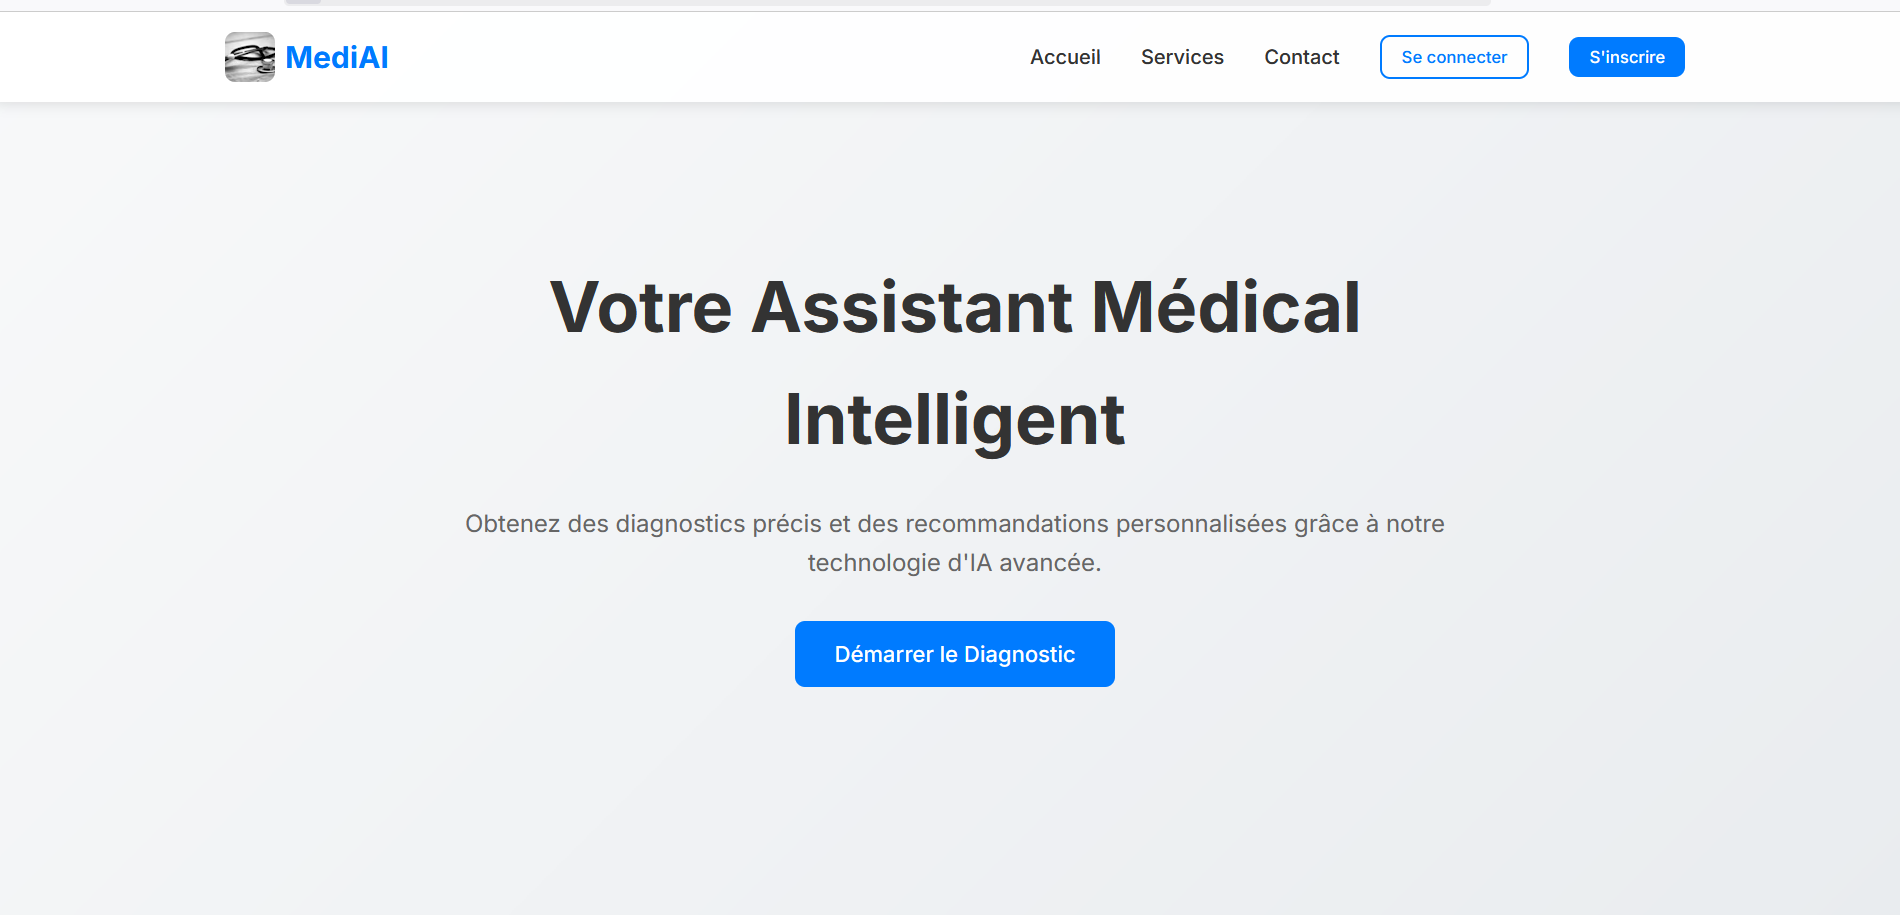 MediAI
Accueil
Services
Contact
Se connecter
S'inscrire
Votre Assistant Médical
Intelligent
Obtenez des diagnostics précis et des recommandations personnalisées grâce à notre
technologie d'IA avancée.
Démarrer le Diagnostic